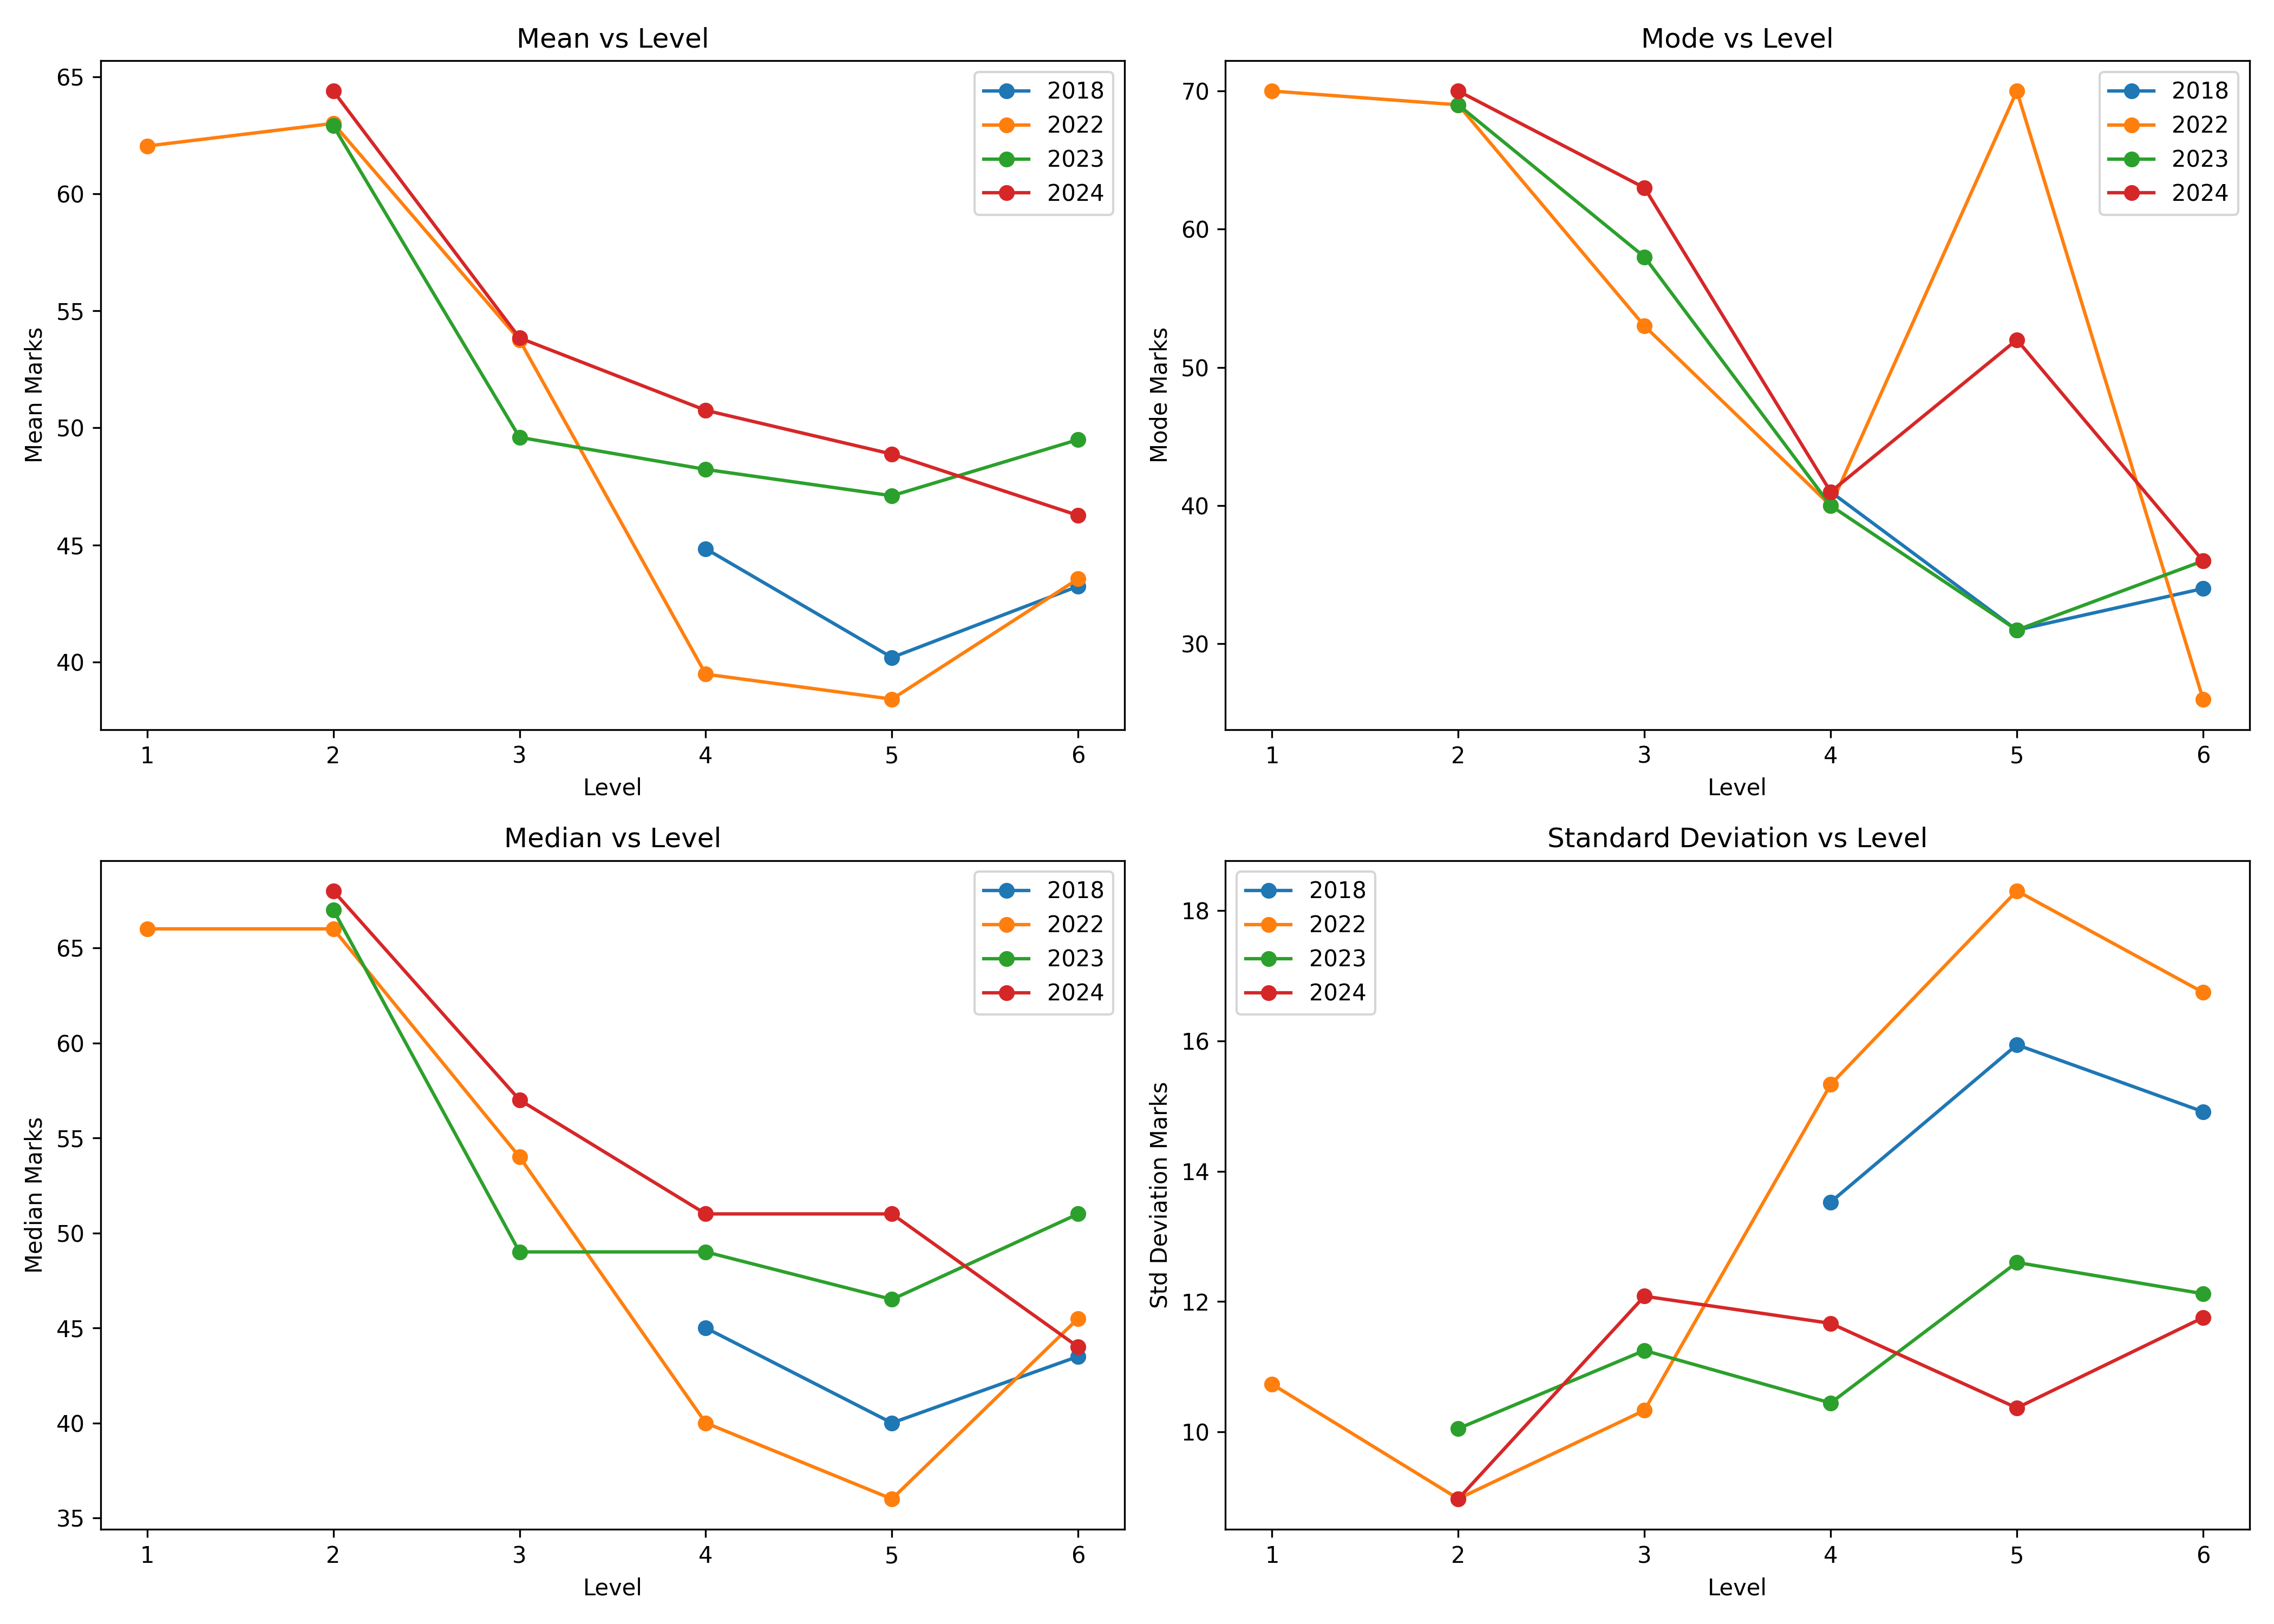 Mean vs Level
65
60
55
50
45
40
Mean Marks
1 2 3 4 5 6
Level
2018
2022
2023
2024
Mode vs Level
70
60
50
40
30
Mode Marks
1 2 3 4 5 6
Level
2018
2022
2023
2024
Median vs Level
65
60
55
50
45
40
35
Median Marks
1 2 3 4 5 6
Level
2018
2022
2023
2024
Standard Deviation vs Level
18
16
14
12
10
Std Deviation Marks
1 2 3 4 5 6
Level
2018
2022
2023
2024